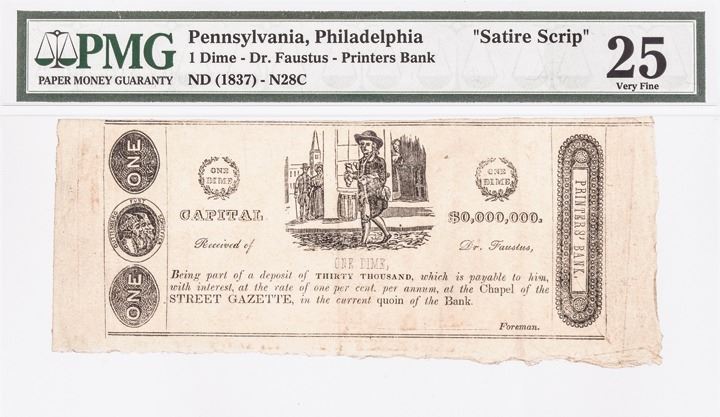 PMG
PAPER MONEY GUARANTY
Pennsylvania, Philadelphia "Satire Scrip"
1 Dime - Dr. Faustus - Printers Bank
ND (1837) - N28C
25
Very Fine
ONE
ONE
ONE DIME
ONE DIME
CAPITAL
$0,000,000.
Received of
Dr. Faustus,
ONE DIME,
Being part of a deposit of THIRTY THOUSAND, which is payable to him,
with interest, at the rate of one per cent. per annum, at the Chapel of the
STREET GAZETTE, in the current quoin of the Bank.
Foreman.
PRINTERS' BANK.